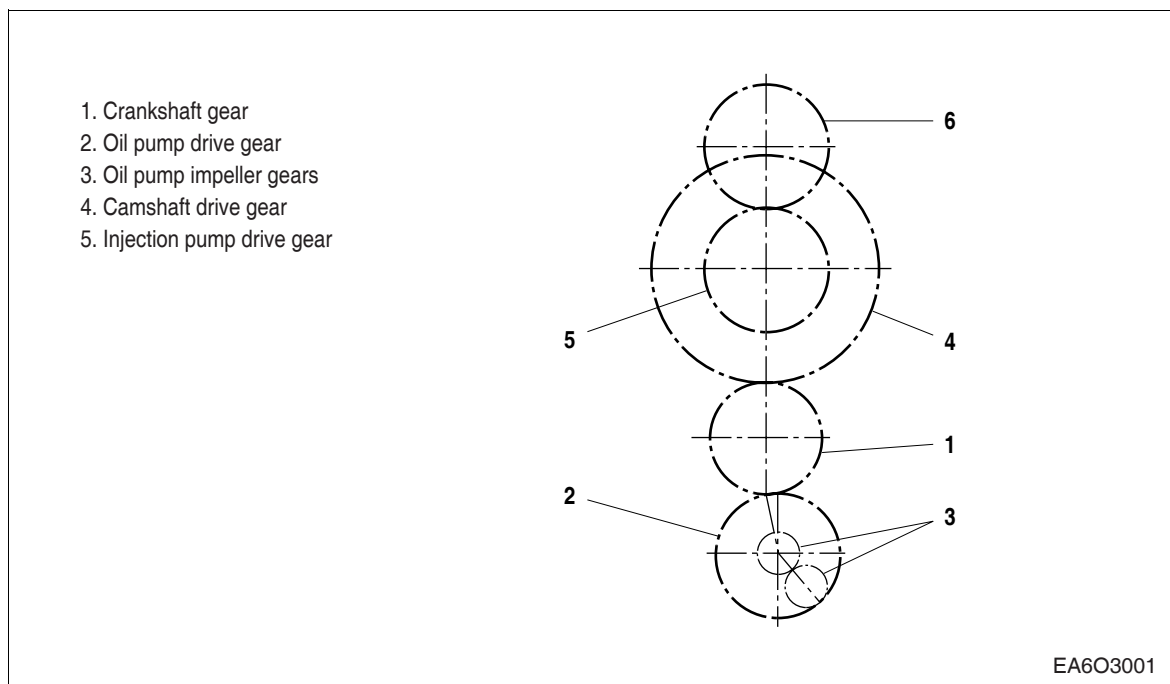 1. Crankshaft gear
2. Oil pump drive gear
3. Oil pump impeller gears
4. Camshaft drive gear
5. Injection pump drive gear
6
5
4
1
2
3
EA6O3001